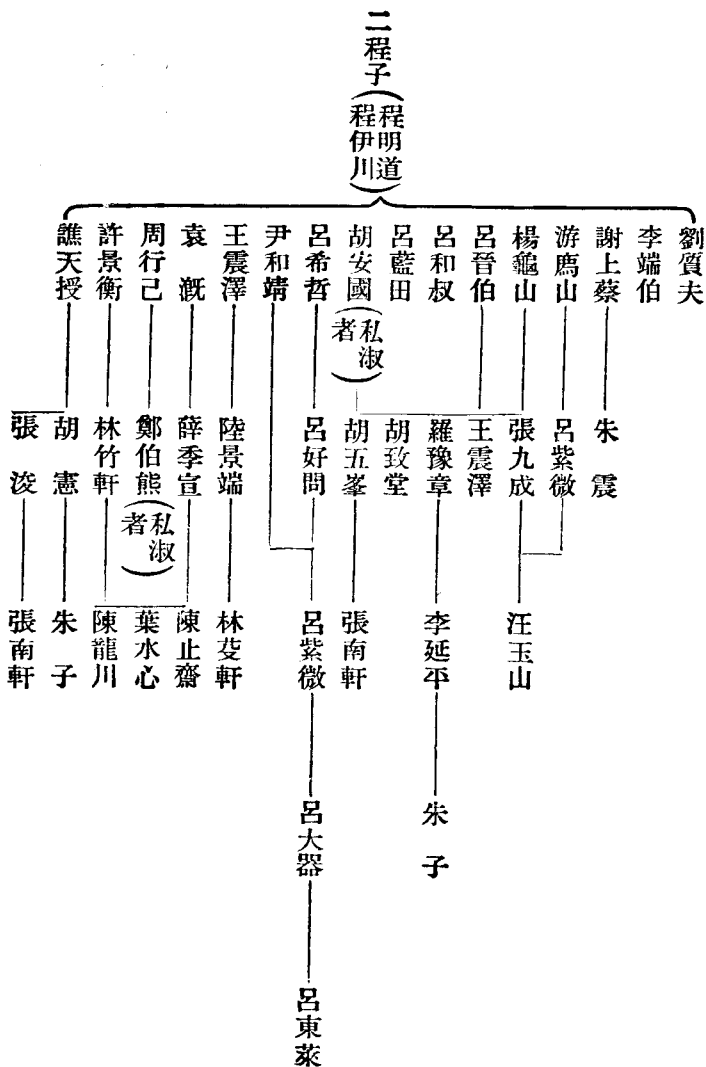 二程子(程明道
程伊川)
劉質夫
李端伯
謝上蔡
游廌山
楊龜山
呂晉伯
呂和叔
呂藍田
胡安國(私淑
者)
呂希哲
尹和靖
王震澤
袁漑
周行己
許景衡
譙天授
朱震
呂紫微
張九成
王震澤
羅豫章
胡致堂
胡五峯
呂好問
陸景端
薛季宣
鄭伯熊(私淑
者)
林竹軒
胡憲
張浚
汪玉山
李延平
張南軒
呂紫微
林艾軒
陳止齋
葉水心
陳龍川
朱子
張南軒
朱子
呂大器
呂東萊